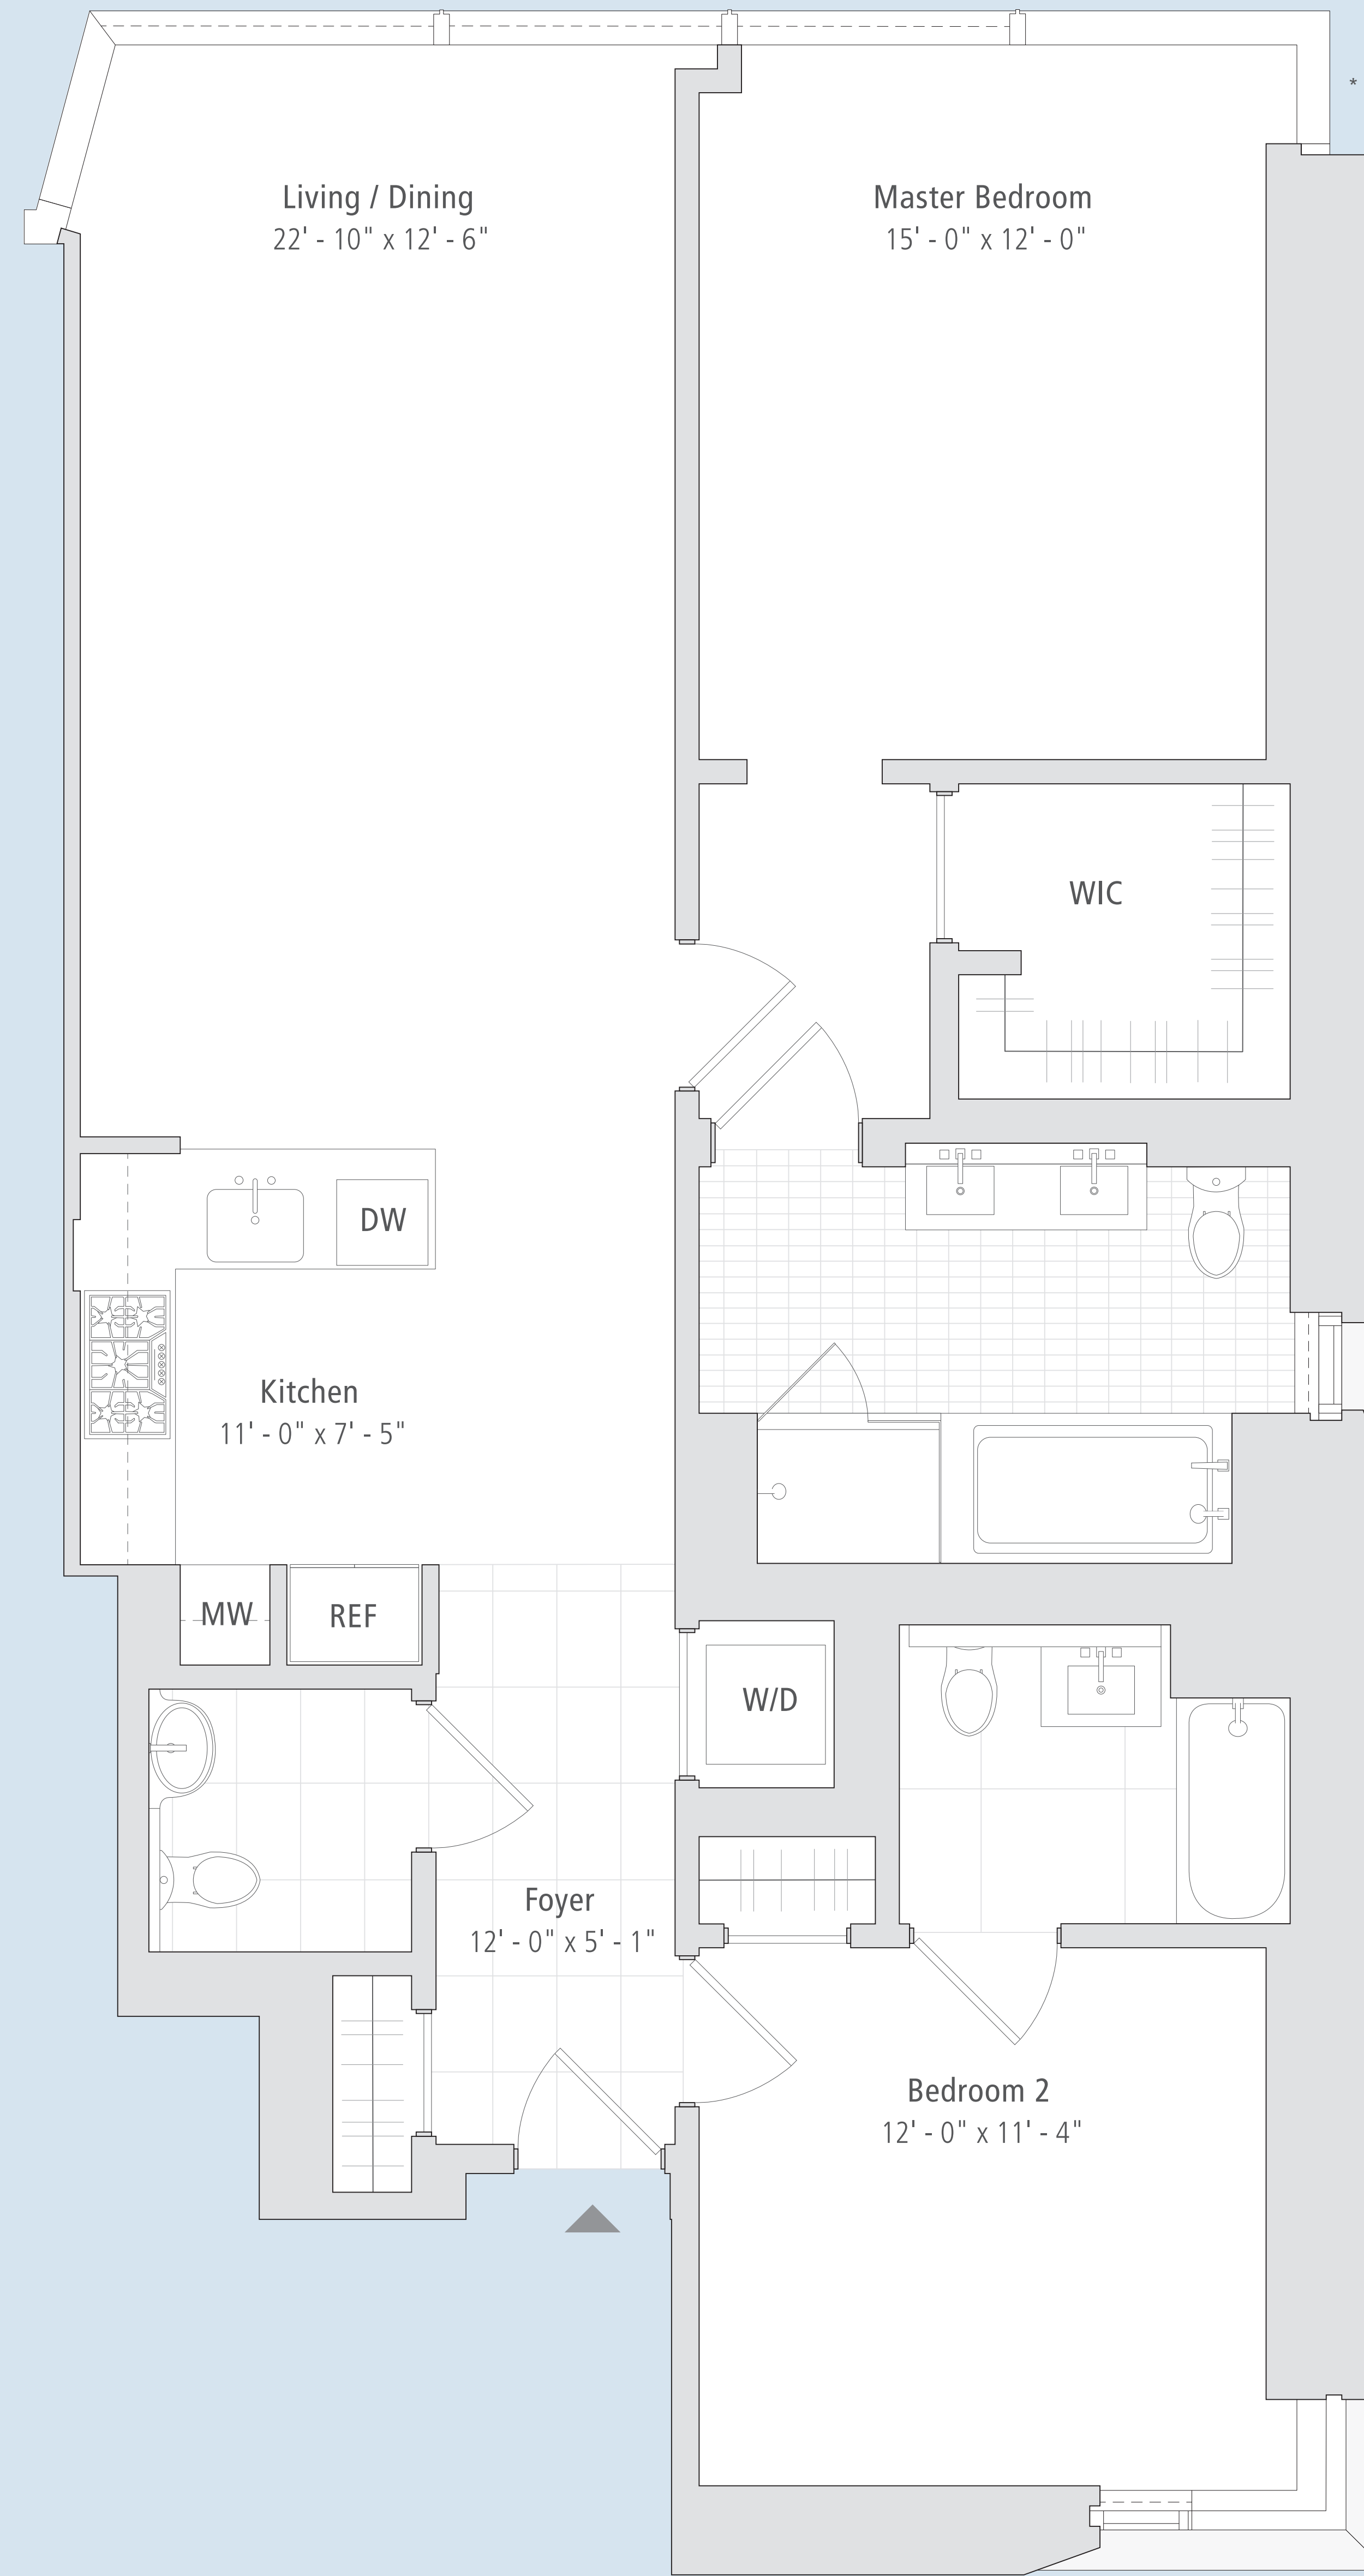 *
Living / Dining
22' - 10" x 12' - 6"
Master Bedroom
15' - 0" x 12' - 0"
WIC
DW
Kitchen
11' - 0" x 7' - 5"
MW
REF
W/D
Foyer
12' - 0" x 5' - 1"
Bedroom 2
12' - 0" x 11' - 4"